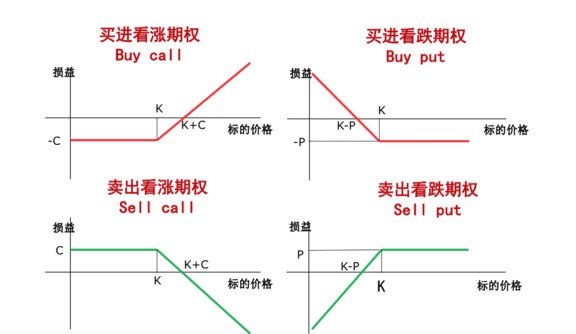 买进看涨期权
Buy call
损益
K
K+C
标的价格
-C
买进看跌期权
Buy put
损益
K
K-P
标的价格
-P
卖出看涨期权
Sell call
损益
C
K+C
K
标的价格
卖出看跌期权
Sell put
损益
P
K-P
K
标的价格